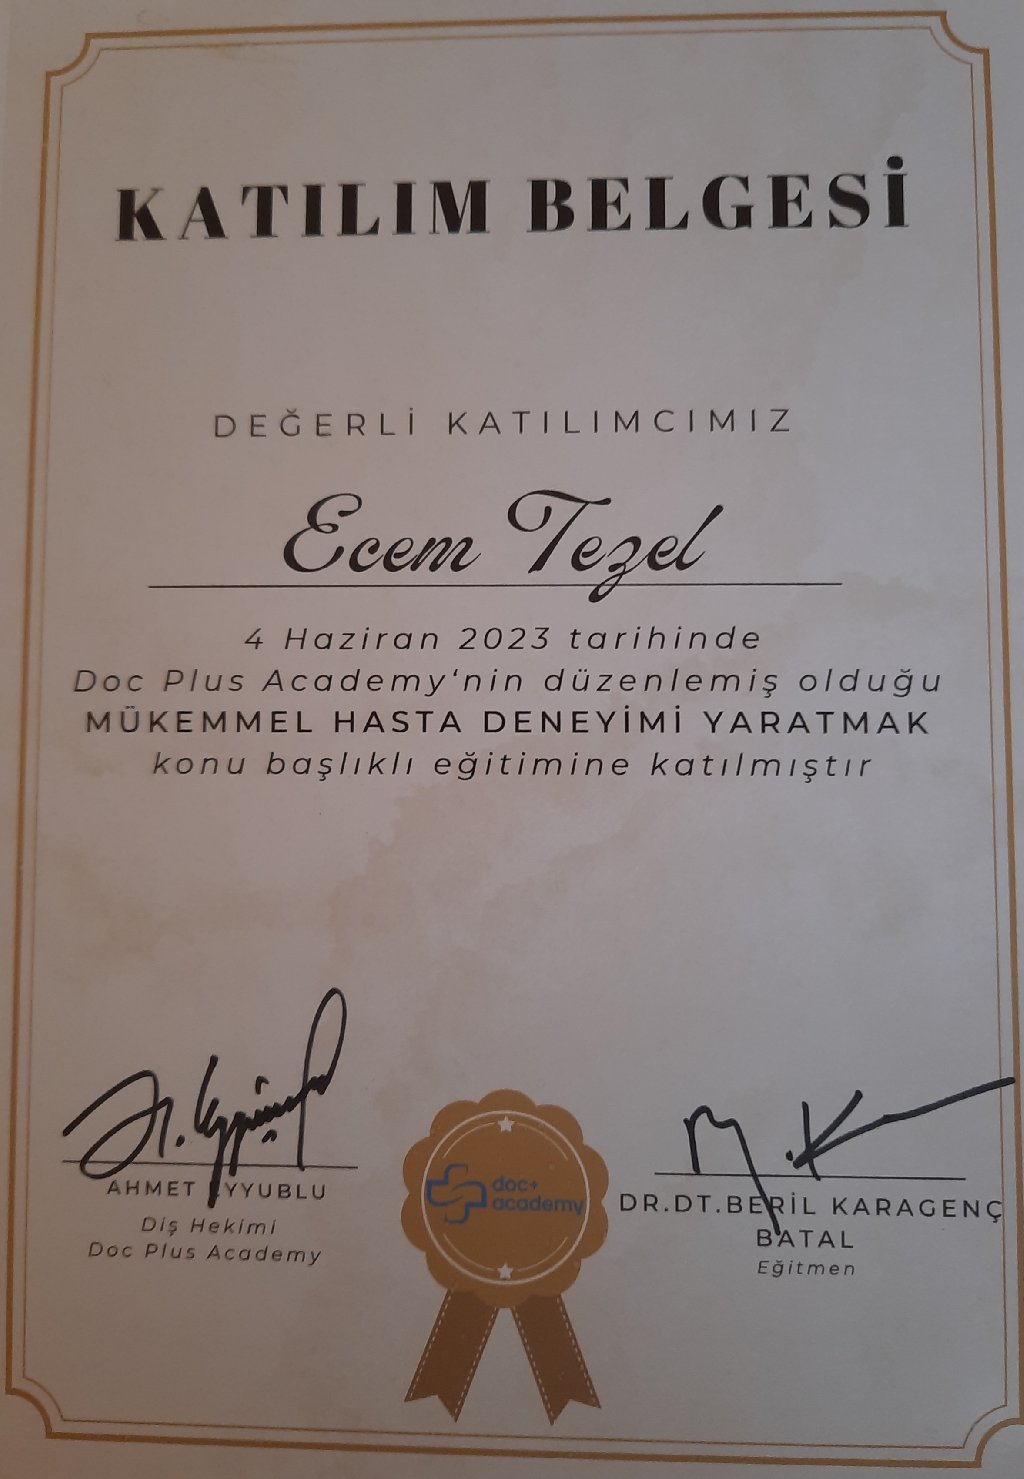 KATILIM BELGESİ
DEĞERLİ KATILIMCIMIZ
Ecem Tezel
4 Haziran 2023 tarihinde
Doc Plus Academy'nin düzenlemiş olduğu
MÜKEMMEL HASTA DENEYİMİ YARATMAK
konu başlıklı eğitimine katılmıştır
AHMET EYYUBLU
Diş Hekimi
Doc Plus Academy
doc+
academy
DR.DT.BERİL KARAGENÇ
BATAL
Eğitmen